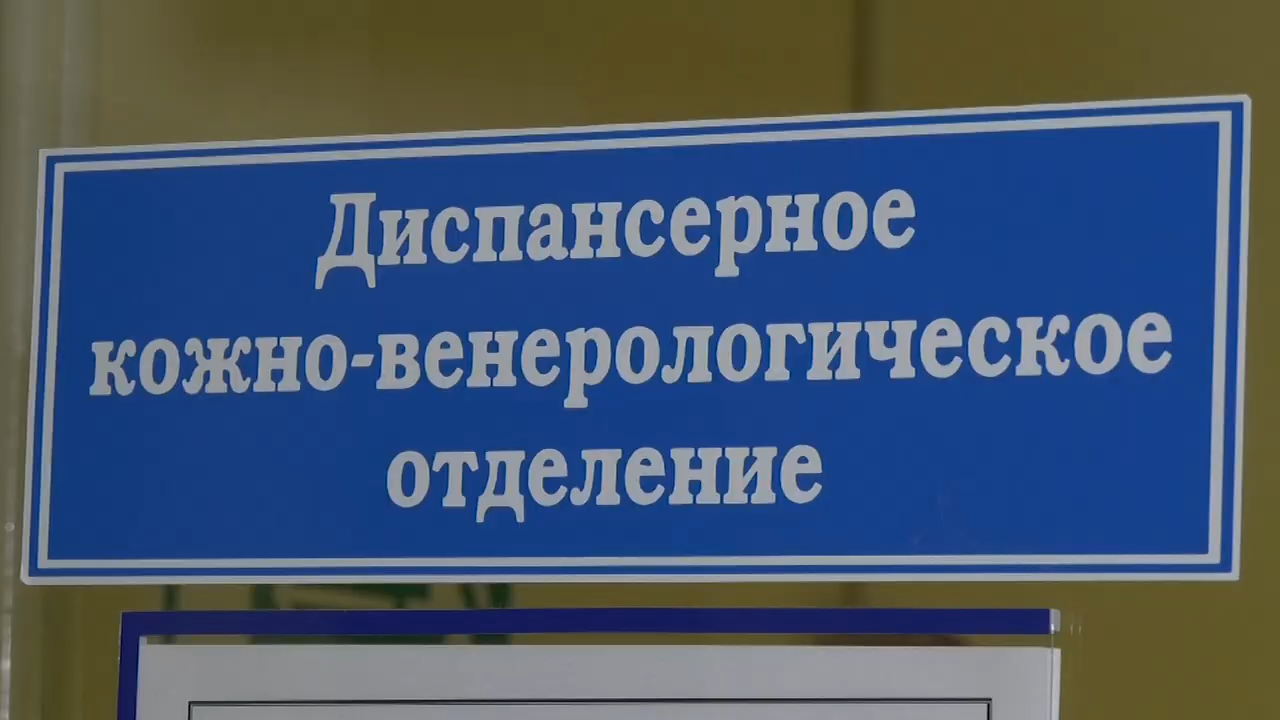 Диспансерное
кожно-венерологическое
отделение